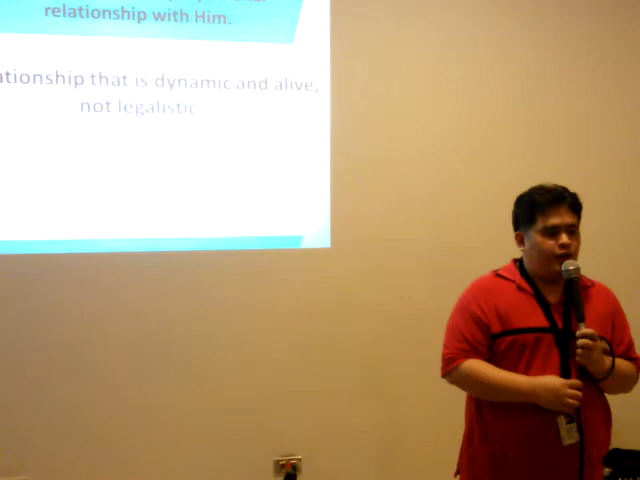 relationship with Him.
ationship that is dynamic and alive,
not legalistic